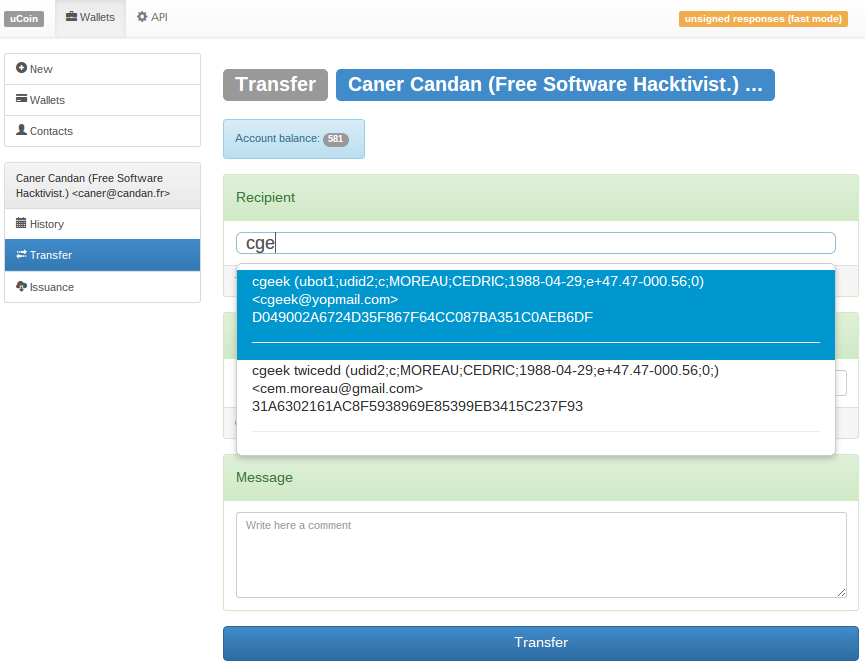 uCoin
Wallets
API
unsigned responses (fast mode)
New
Wallets
Contacts
Caner Candan (Free Software
Hacktivist.) <caner@candan.fr>
History
Transfer
Issuance
Transfer
Caner Candan (Free Software Hacktivist.) ...
Account balance: 581
Recipient
cge
cgeek (ubot1;udid2;c;MOREAU;CEDRIC;1988-04-29;e+47.47-000.56;0)
<cgeek@yopmail.com>
D049002A6724D35F867F64CC087BA351C0AEB6DF
cgeek twicedd (udid2;c;MOREAU;CEDRIC;1988-04-29;e+47.47-000.56;0;)
<cem.moreau@gmail.com>
31A6302161AC8F5938969E85399EB3415C237F93
Message
Write here a comment
Transfer